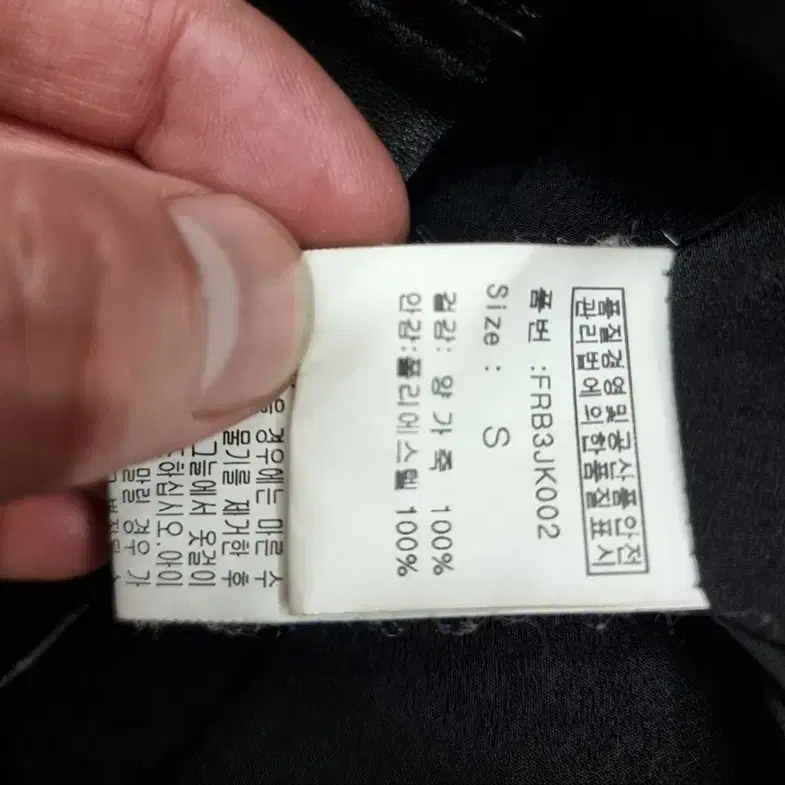 품질경영및공산품안전
관리법에의한품질표시
품번 :FRB3JK002
Size : S
겉감: 양가죽 100%
안감:폴리에스텔 100%
경우에는 마른 수
물기를 제거한 후
그늘에서 옷걸이
하십시오.아이
말릴 경우 가